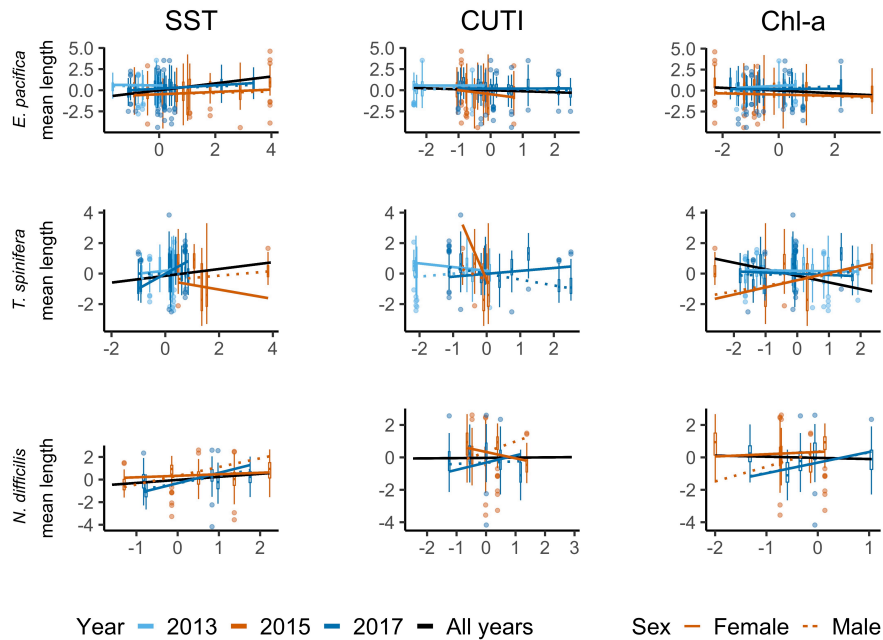 SST CUTI Chl-a
E. pacifica
mean length
5.0
2.5
0.0
-2.5
0 2 4
5.0
2.5
0.0
-2.5
-2 -1 0 1 2
5.0
2.5
0.0
-2.5
-2 0 2
T. spinifera
mean length
4
2
0
-2
-2 0 2 4
4
2
0
-2
-2 -1 0 1 2
4
2
0
-2
-2 0 2
N. difficilis
mean length
2
0
-2
-4
-1 0 1 2
2
0
-2
-4
-2 -1 0 1 2 3
2
0
-2
-4
-2 -1 0 1
Year 2013 2015 2017 All years Sex Female Male